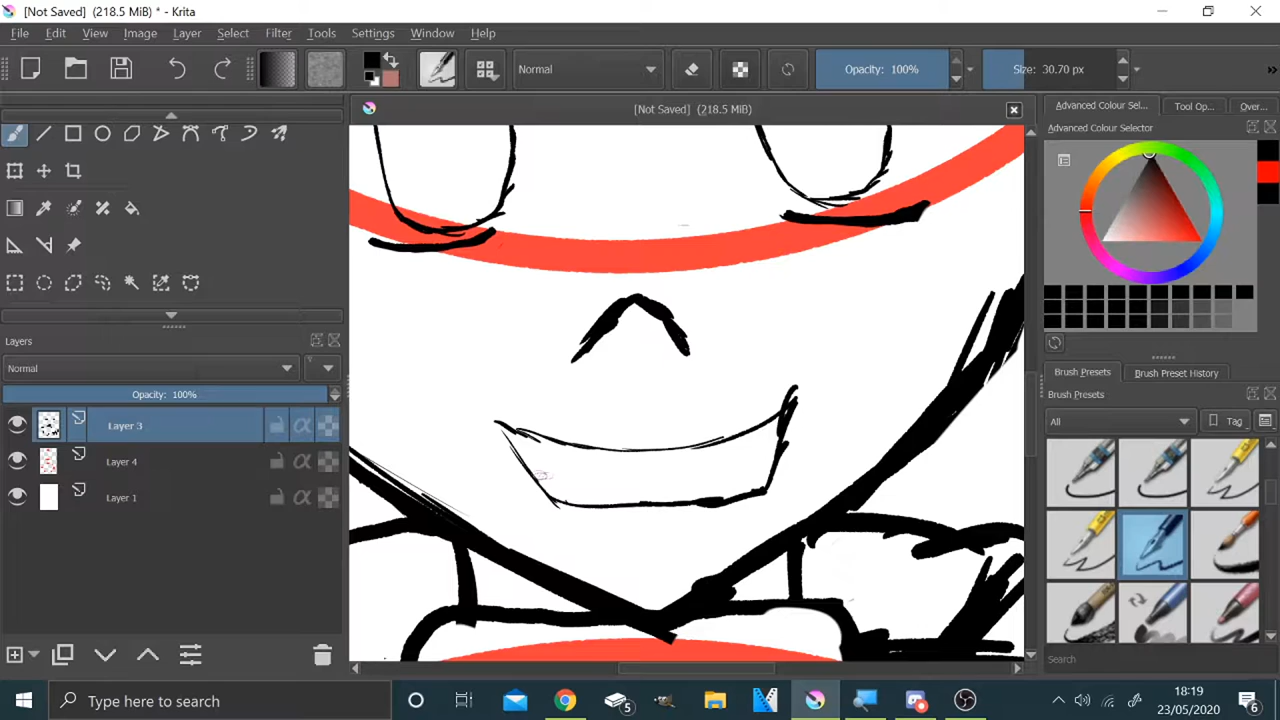 [Not Saved] (218.5 MiB) * - Krita
File Edit View Image Layer Select Filter Tools Settings Window Help
Normal Opacity: 100% Size: 30.70 px »
[Not Saved] (218.5 MiB)
Advanced Colour Sel... Tool Op... Over...
Advanced Colour Selector
Layers
Normal
Opacity: 100%
Layer 3
Layer 4
Layer 1
Brush Presets Brush Preset History
Brush Presets
All Tag
Search
Type here to search
5
18:19
23/05/2020
6